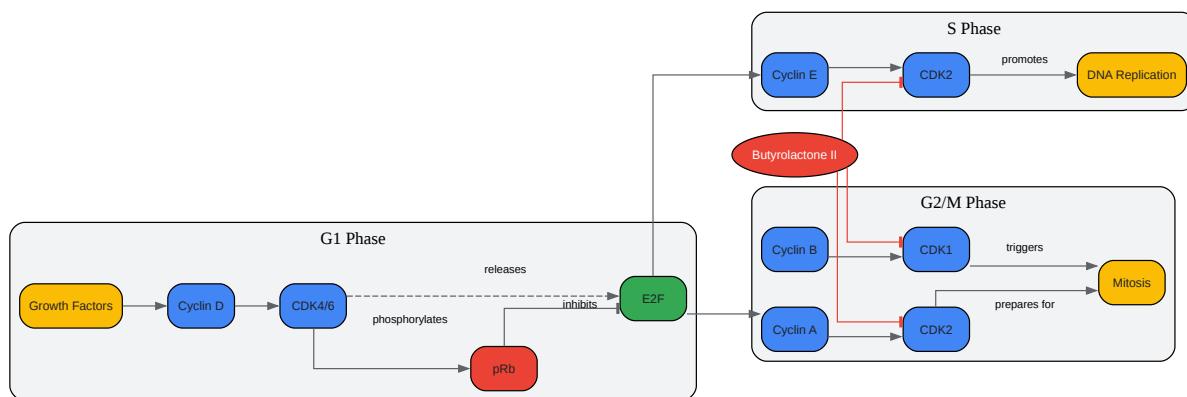 S Phase
Cyclin E
CDK2
promotes
DNA Replication
Butyrolactone II
G2/M Phase
Cyclin B
CDK1
triggers
Mitosis
Cyclin A
CDK2
prepares for
G1 Phase
Growth Factors
Cyclin D
CDK4/6
releases
phosphorylates
inhibits
E2F
pRb